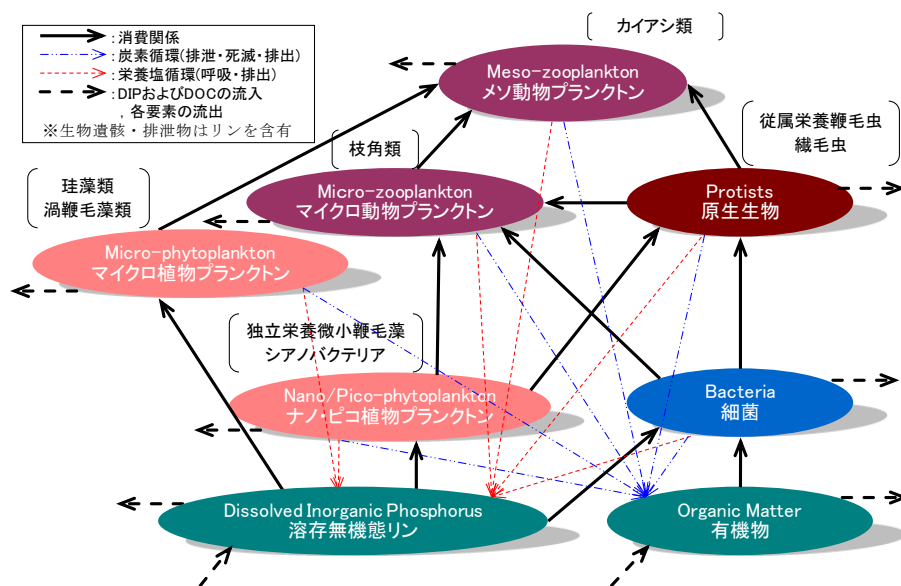 :消費関係
:炭素循環(排泄・死滅・排出)
:栄養塩循環(呼吸・排出)
:DIPおよびDOCの流入
,各要素の流出
※生物遺骸・排泄物はリンを含有
カイアシ類
Meso-zooplankton
メソ動物プランクトン
従属栄養鞭毛虫
繊毛虫
枝角類
珪藻類
渦鞭毛藻類
Micro-zooplankton
マイクロ動物プランクトン
Protists
原生生物
Micro-phytoplankton
マイクロ植物プランクトン
独立栄養微小鞭毛藻
シアノバクテリア
Nano/Pico-phytoplankton
ナノ・ピコ植物プランクトン
Bacteria
細菌
Dissolved Inorganic Phosphorus
溶存無機態リン
Organic Matter
有機物